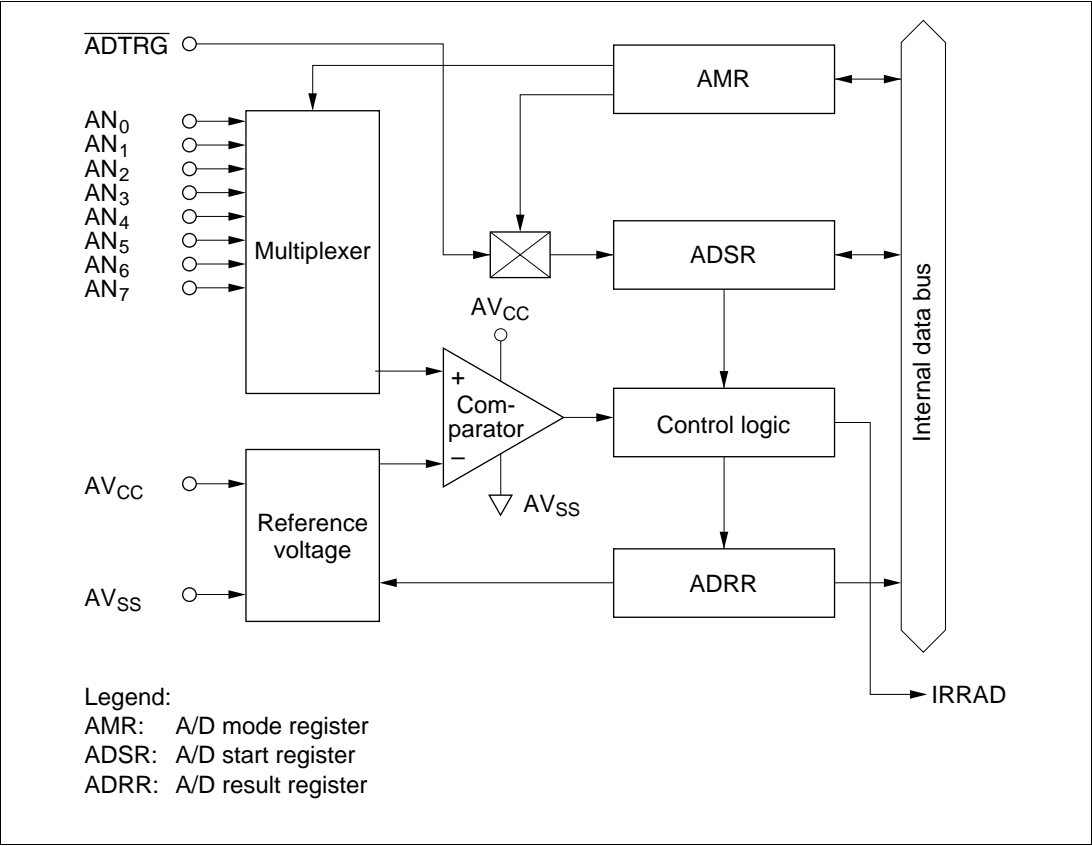 ADTRG
AMR
AN0
AN1
AN2
AN3
AN4
AN5
AN6
AN7
Multiplexer
ADSR
Internal data bus
AVCC
+
Com-
parator
–
Control logic
AVCC
AVSS
Reference
voltage
ADRR
AVSS
IRRAD
Legend:
AMR: A/D mode register
ADSR: A/D start register
ADRR: A/D result register